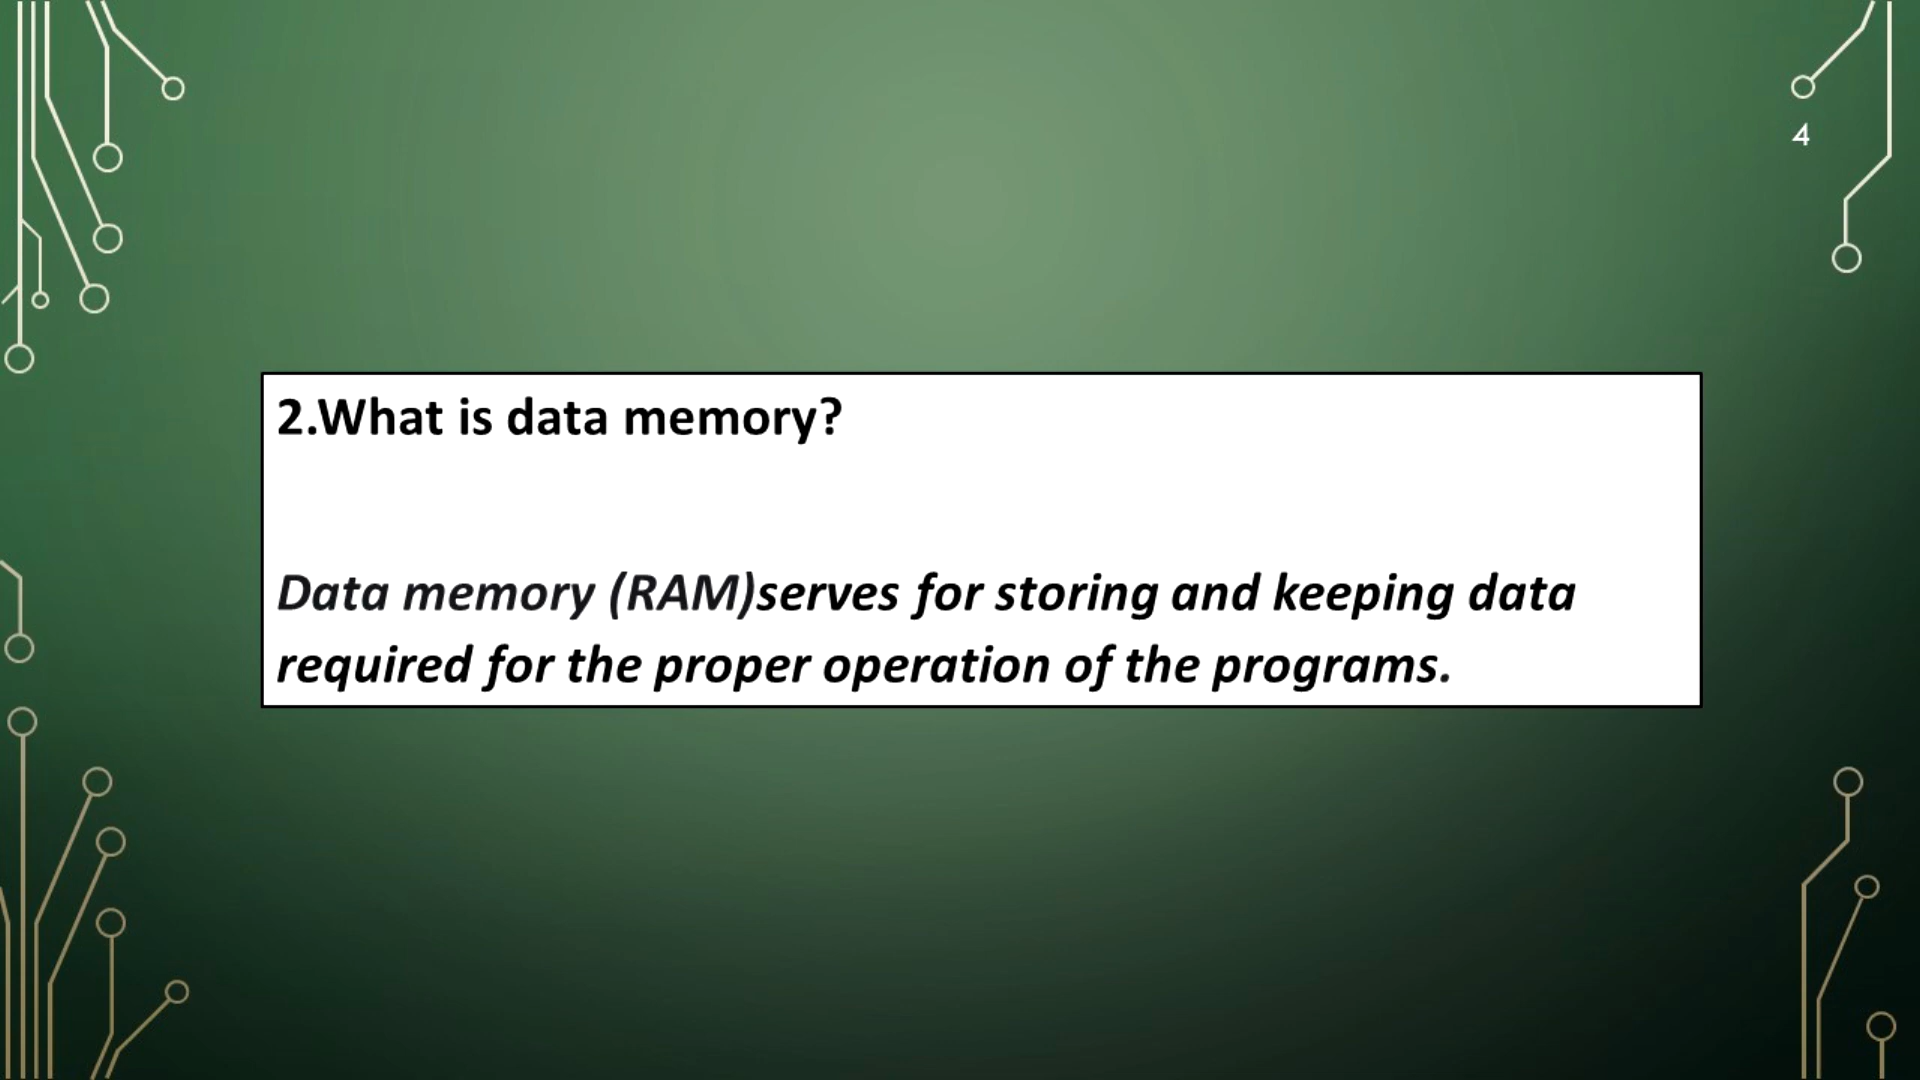 4
2.What is data memory?
Data memory (RAM)serves for storing and keeping data
required for the proper operation of the programs.